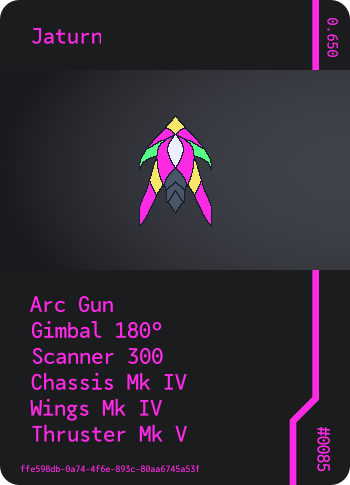 Jaturn
0.650
Arc Gun
Gimbal 180°
Scanner 300
Chassis Mk IV
Wings Mk IV
Thruster Mk V
#0085
ffe598db-0a74-4f6e-893c-80aa6745a53f